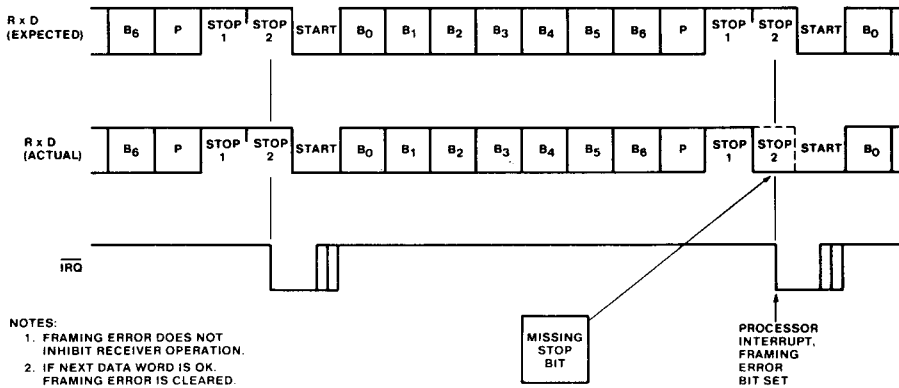 R x D
(EXPECTED)
B6 P STOP 1 STOP 2 START B0 B1 B2 B3 B4 B5 B6 P STOP 1 STOP 2 START B0
R x D
(ACTUAL)
B6 P STOP 1 STOP 2 START B0 B1 B2 B3 B4 B5 B6 P STOP 1 STOP 2 START B0
IRQ
NOTES:
1. FRAMING ERROR DOES NOT
INHIBIT RECEIVER OPERATION.
2. IF NEXT DATA WORD IS OK.
FRAMING ERROR IS CLEARED.
MISSING
STOP
BIT
PROCESSOR
INTERRUPT,
FRAMING
ERROR
BIT SET